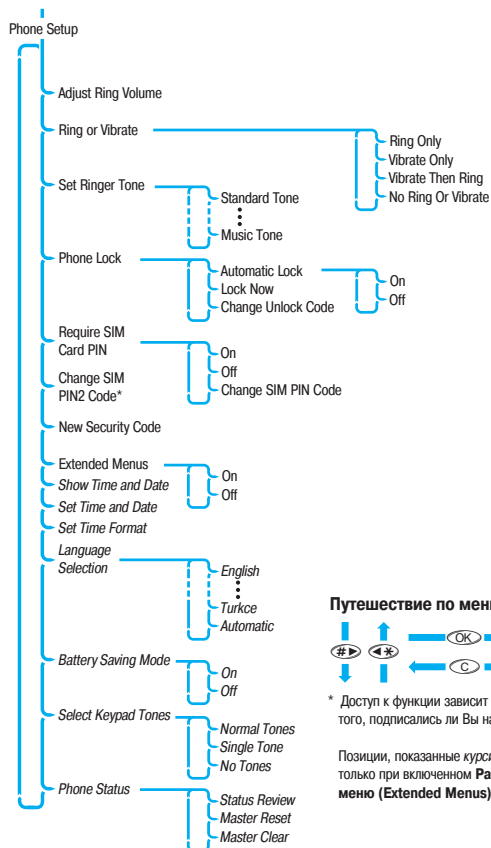 Phone Setup
Adjust Ring Volume
Ring or Vibrate
Ring Only
Vibrate Only
Vibrate Then Ring
No Ring Or Vibrate
Set Ringer Tone
Standard Tone
Music Tone
Phone Lock
Automatic Lock
Lock Now
Change Unlock Code
On
Off
Require SIM
Card PIN
On
Off
Change SIM PIN Code
Change SIM
PIN2 Code*
New Security Code
Extended Menus
On
Off
Show Time and Date
Set Time and Date
Set Time Format
Language
Selection
English
Turkce
Automatic
Battery Saving Mode
On
Off
Select Keypad Tones
Normal Tones
Single Tone
No Tones
Phone Status
Status Review
Master Reset
Master Clear
Путешествие по мен
# * OK
C
* Доступ к функции зависит
того, подписались ли Вы на
Позиции, показанные курси
только при включенном Ра
меню (Extended Menus)